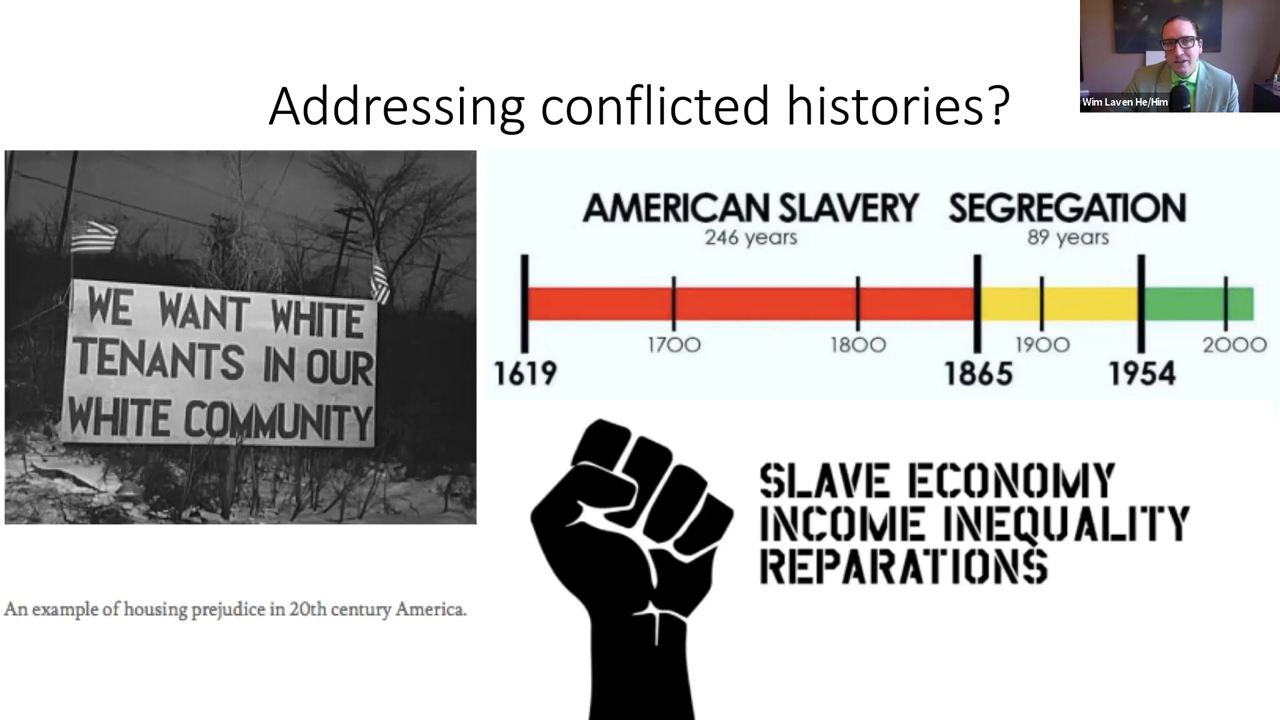 Wim Laven He/Him
Addressing conflicted histories?
WE WANT WHITE
TENANTS IN OUR
WHITE COMMUNITY
An example of housing prejudice in 20th century America.
AMERICAN SLAVERY
246 years
SEGREGATION
89 years
1700
1800
1900
2000
1619
1865
1954
SLAVE ECONOMY
INCOME INEQUALITY
REPARATIONS